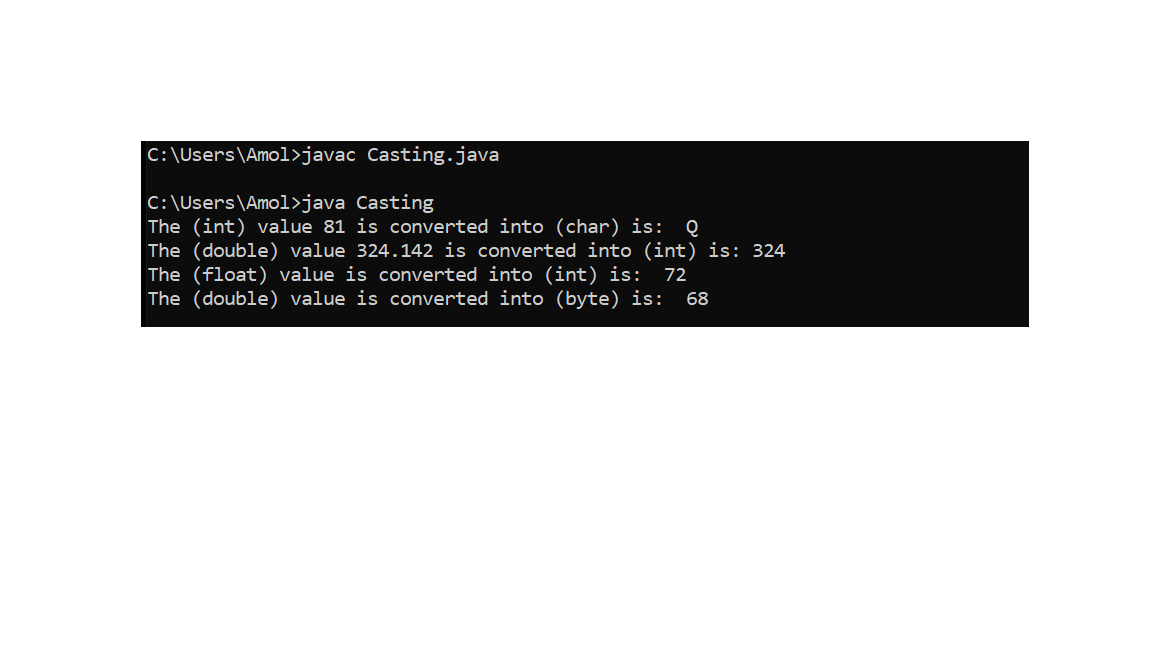 C:\Users\Amol>javac Casting.java
C:\Users\Amol>java Casting
The (int) value 81 is converted into (char) is:  Q
The (double) value 324.142 is converted into (int) is: 324
The (float) value is converted into (int) is:  72
The (double) value is converted into (byte) is:  68